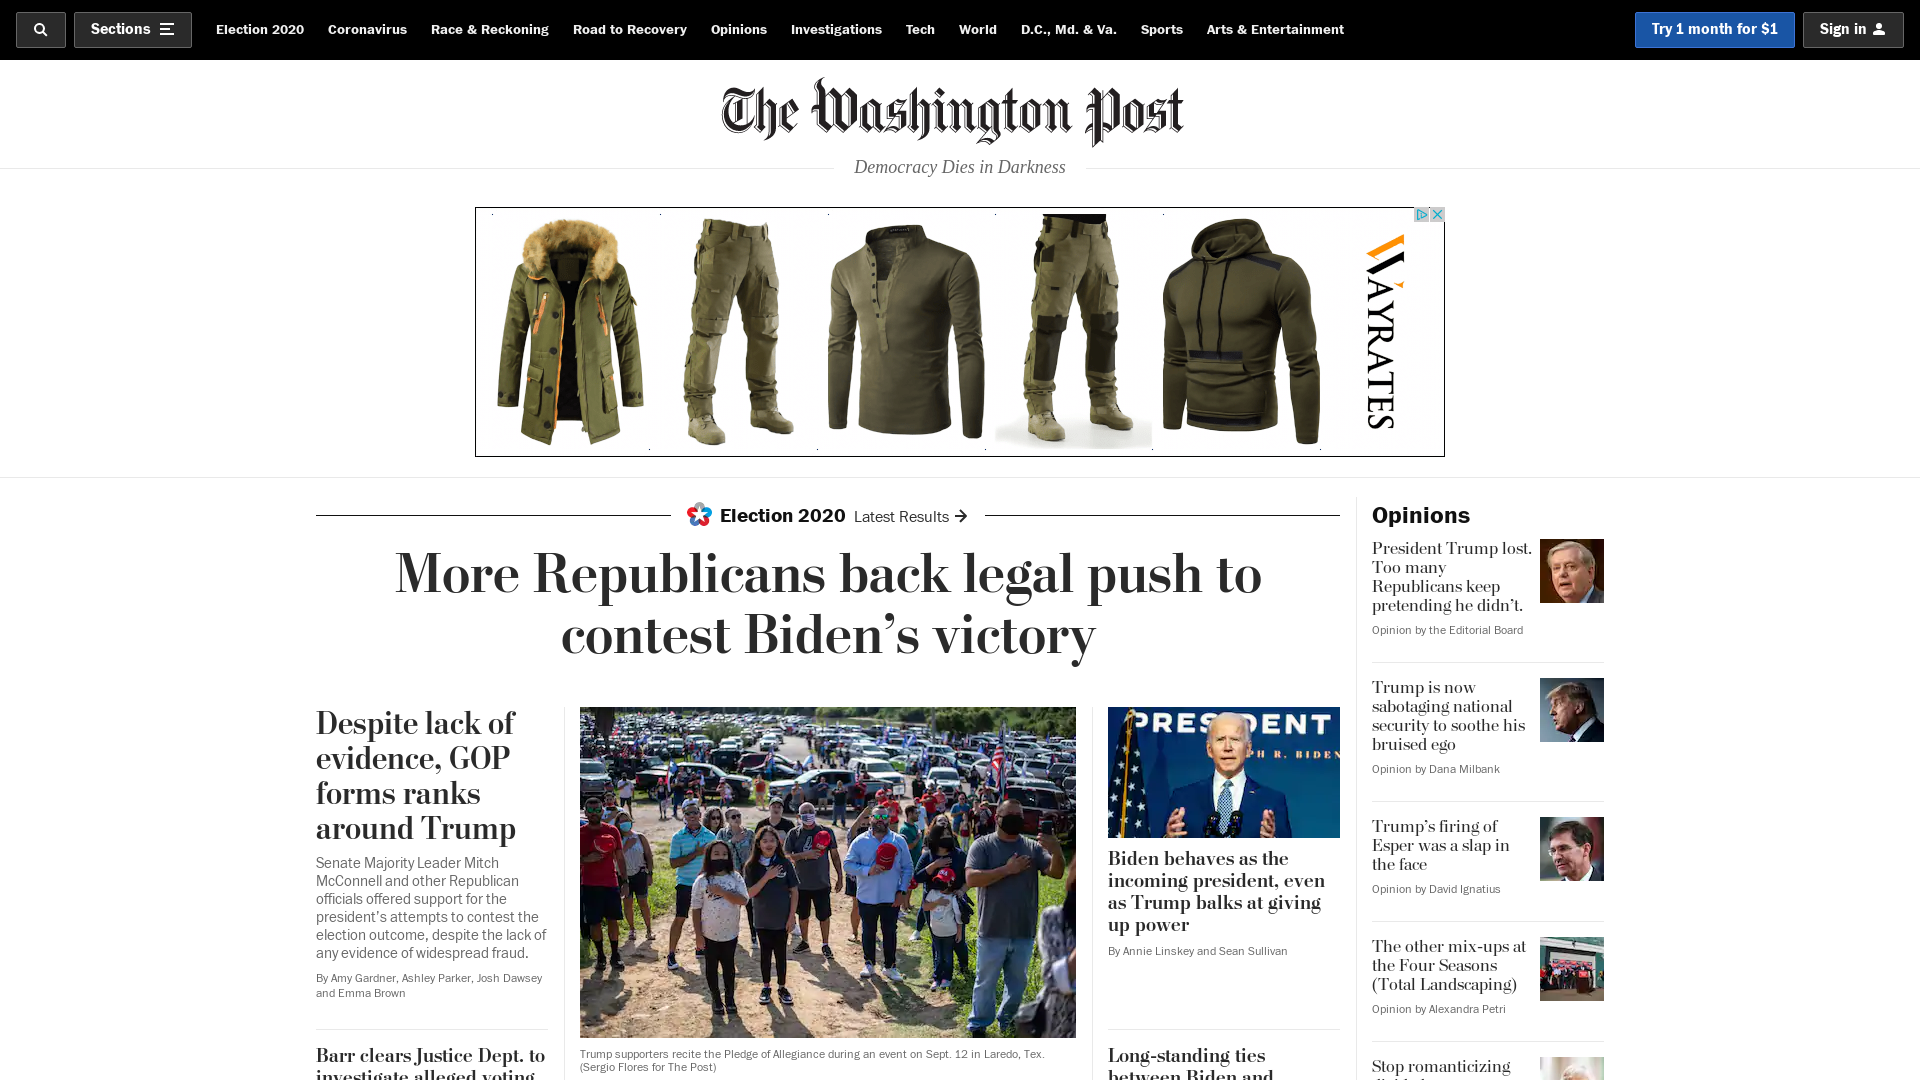 Sections
Election 2020
Coronavirus
Race & Reckoning
Road to Recovery
Opinions
Investigations
Tech
World
D.C., Md. & Va.
Sports
Arts & Entertainment
Try 1 month for $1
Sign in
The Washington Post
Democracy Dies in Darkness
WAYRATES
Election 2020 Latest Results
More Republicans back legal push to
contest Biden’s victory
Despite lack of
evidence, GOP
forms ranks
around Trump
Senate Majority Leader Mitch
McConnell and other Republican
officials offered support for the
president’s attempts to contest the
election outcome, despite the lack of
any evidence of widespread fraud.
By Amy Gardner, Ashley Parker, Josh Dawsey
and Emma Brown
Barr clears Justice Dept. to
investigate alleged voting
Trump supporters recite the Pledge of Allegiance during an event on Sept. 12 in Laredo, Tex.
(Sergio Flores for The Post)
PRESIDENT
PH R. BIDEN
Biden behaves as the
incoming president, even
as Trump balks at giving
up power
By Annie Linskey and Sean Sullivan
Long-standing ties
between Biden and
Opinions
President Trump lost.
Too many
Republicans keep
pretending he didn’t.
Opinion by the Editorial Board
Trump is now
sabotaging national
security to soothe his
bruised ego
Opinion by Dana Milbank
Trump’s firing of
Esper was a slap in
the face
Opinion by David Ignatius
The other mix-ups at
the Four Seasons
(Total Landscaping)
Opinion by Alexandra Petri
Stop romanticizing